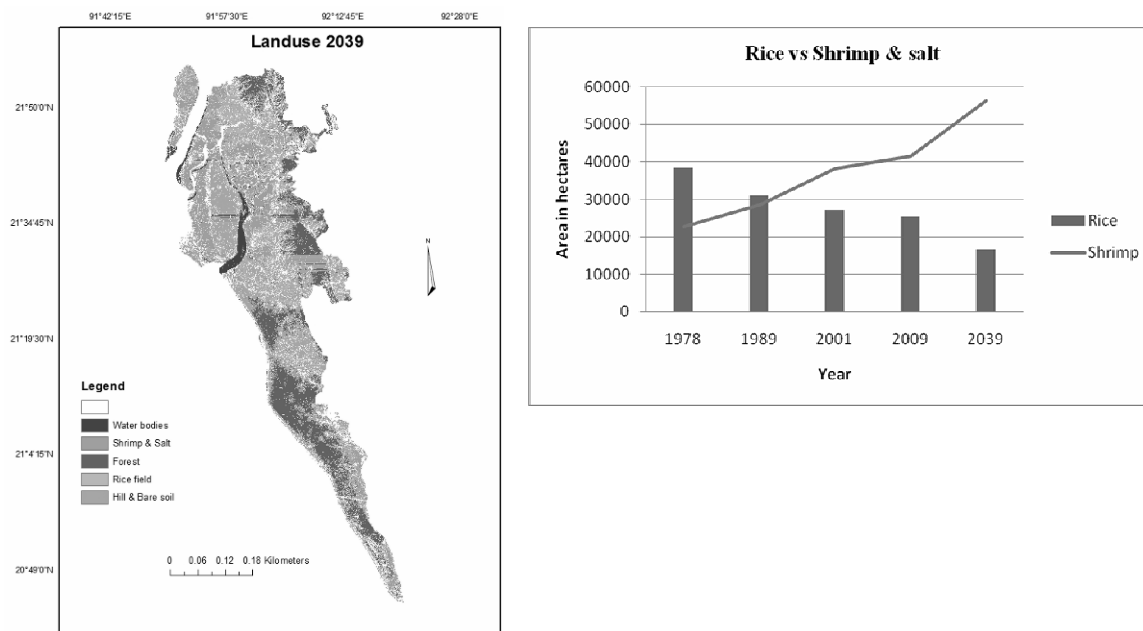 91°42'15"E 91°57'30"E 92°12'45"E 92°28'0"E
Landuse 2039
21°50'0"N
21°34'45"N
21°19'30"N
21°4'15"N
20°49'0"N
N
Legend
Water bodies
Shrimp & Salt
Forest
Rice field
Hill & Bare soil
0 0.06 0.12 0.18 Kilometers
Rice vs Shrimp & salt
Area in hectares
60000
50000
40000
30000
20000
10000
0
1978 1989 2001 2009 2039
Year
Rice
Shrimp